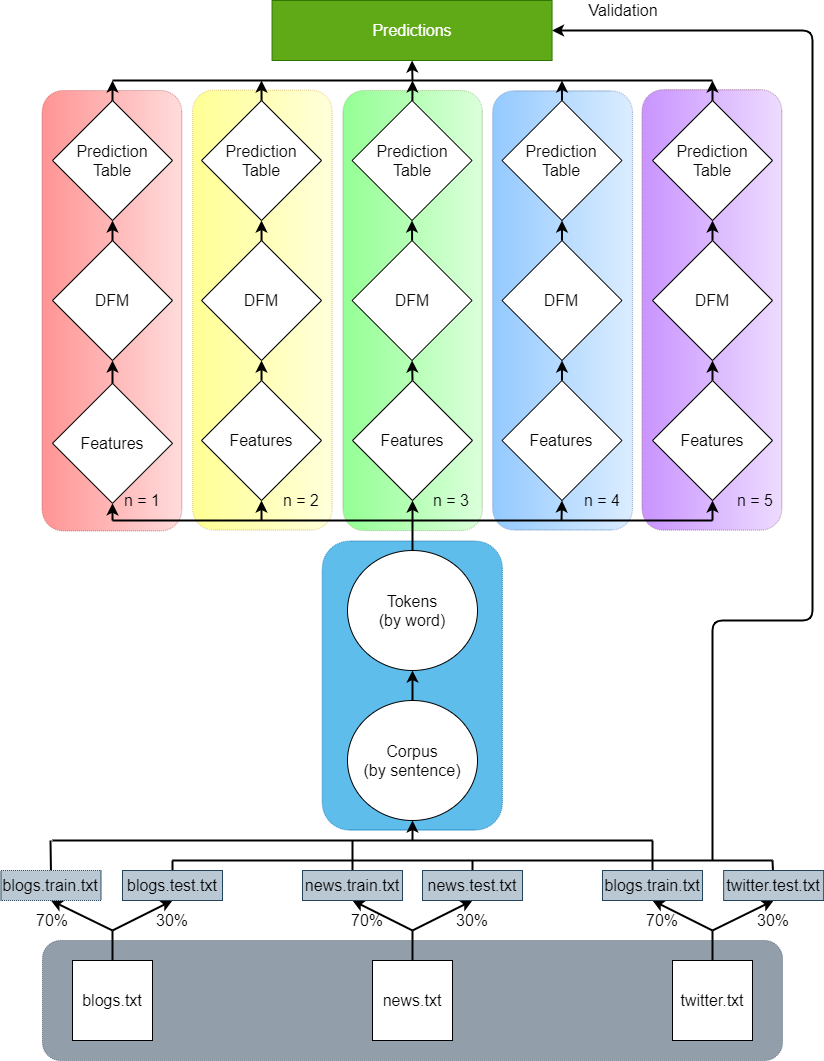 Validation
Predictions
Prediction
Table
Prediction
Table
Prediction
Table
Prediction
Table
Prediction
Table
DFM
DFM
DFM
DFM
DFM
Features
Features
Features
Features
Features
n = 1
n = 2
n = 3
n = 4
n = 5
Tokens
(by word)
Corpus
(by sentence)
blogs.train.txt
blogs.test.txt
news.train.txt
news.test.txt
blogs.train.txt
twitter.test.txt
70%
30%
70%
30%
70%
30%
blogs.txt
news.txt
twitter.txt